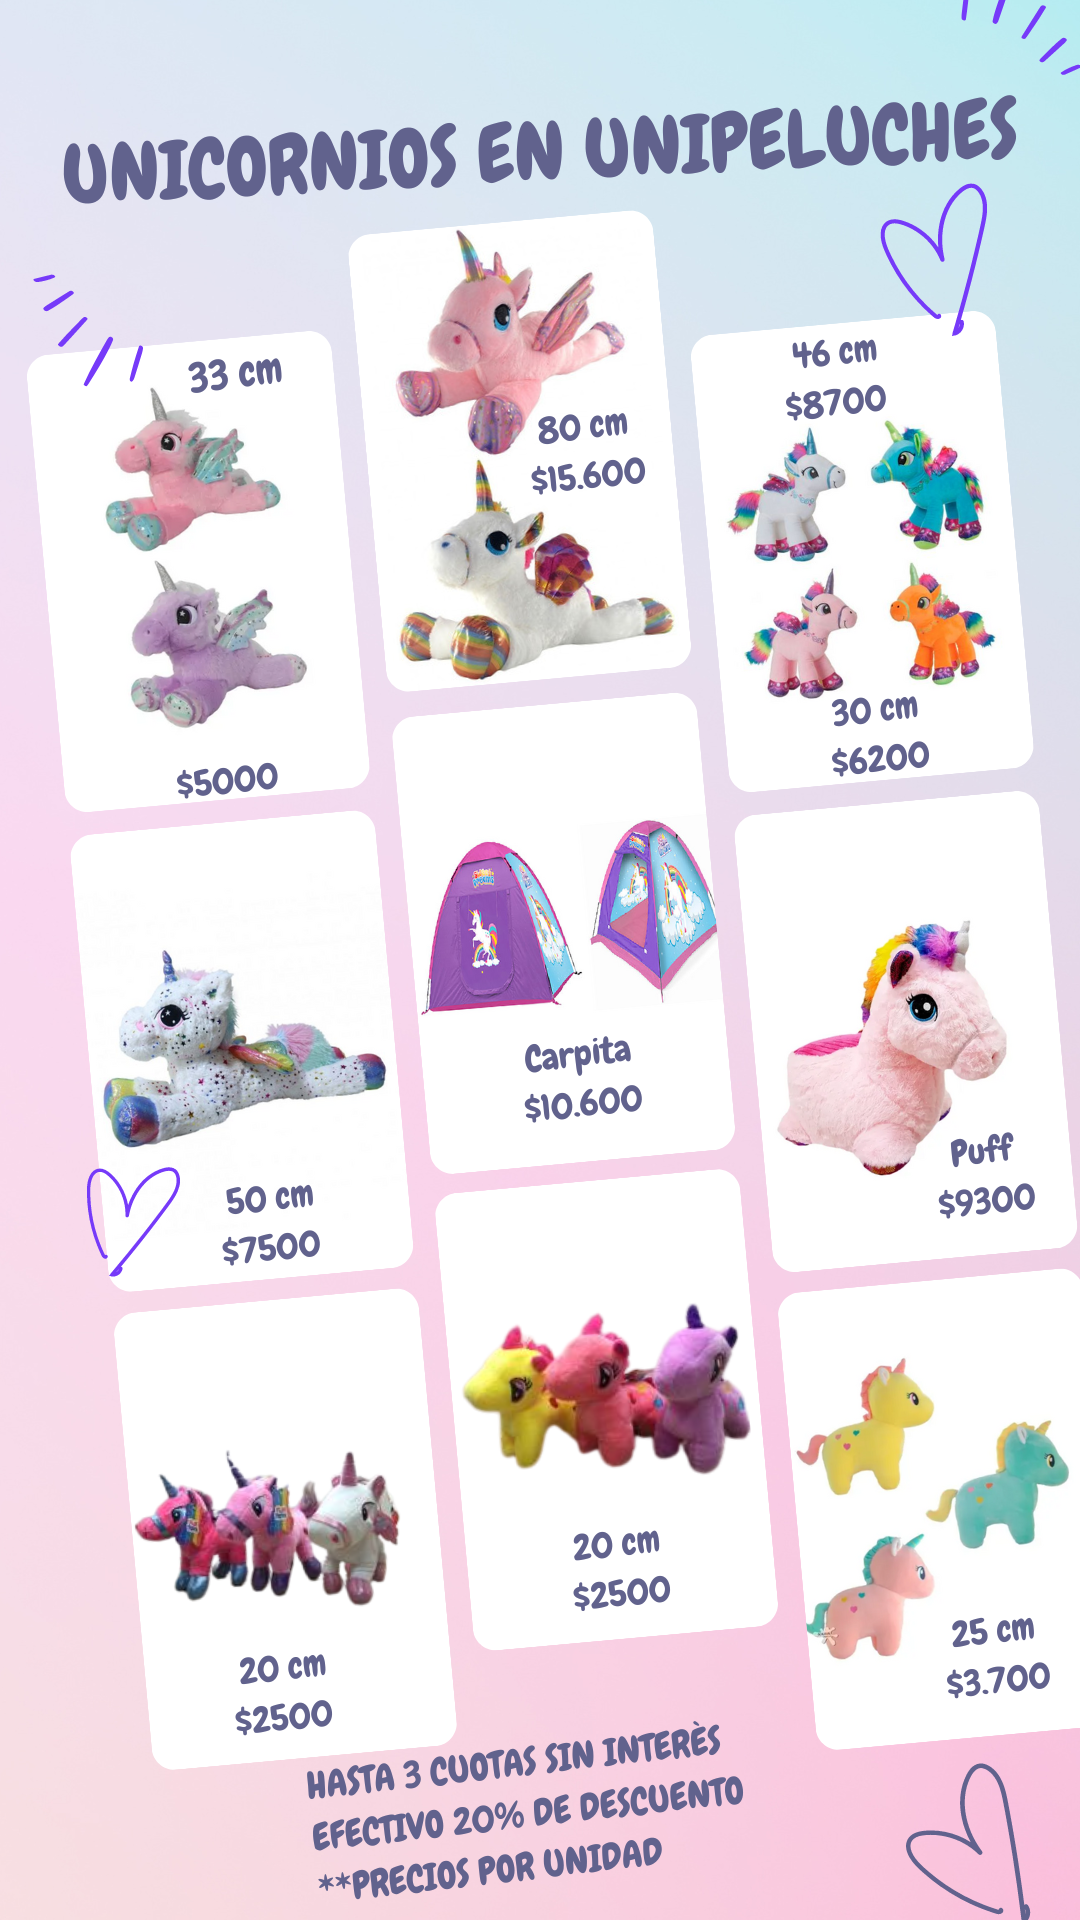 UNICORNIOS EN UNIPELUCHES
33 cm
$5000
80 cm
$15.600
46 cm
$8700
30 cm
$6200
50 cm
$7500
Carpita
$10.600
Puff
$9300
20 cm
$2500
20 cm
$2500
25 cm
$3.700
HASTA 3 CUOTAS SIN INTERÈS
EFECTIVO 20% DE DESCUENTO
**PRECIOS POR UNIDAD